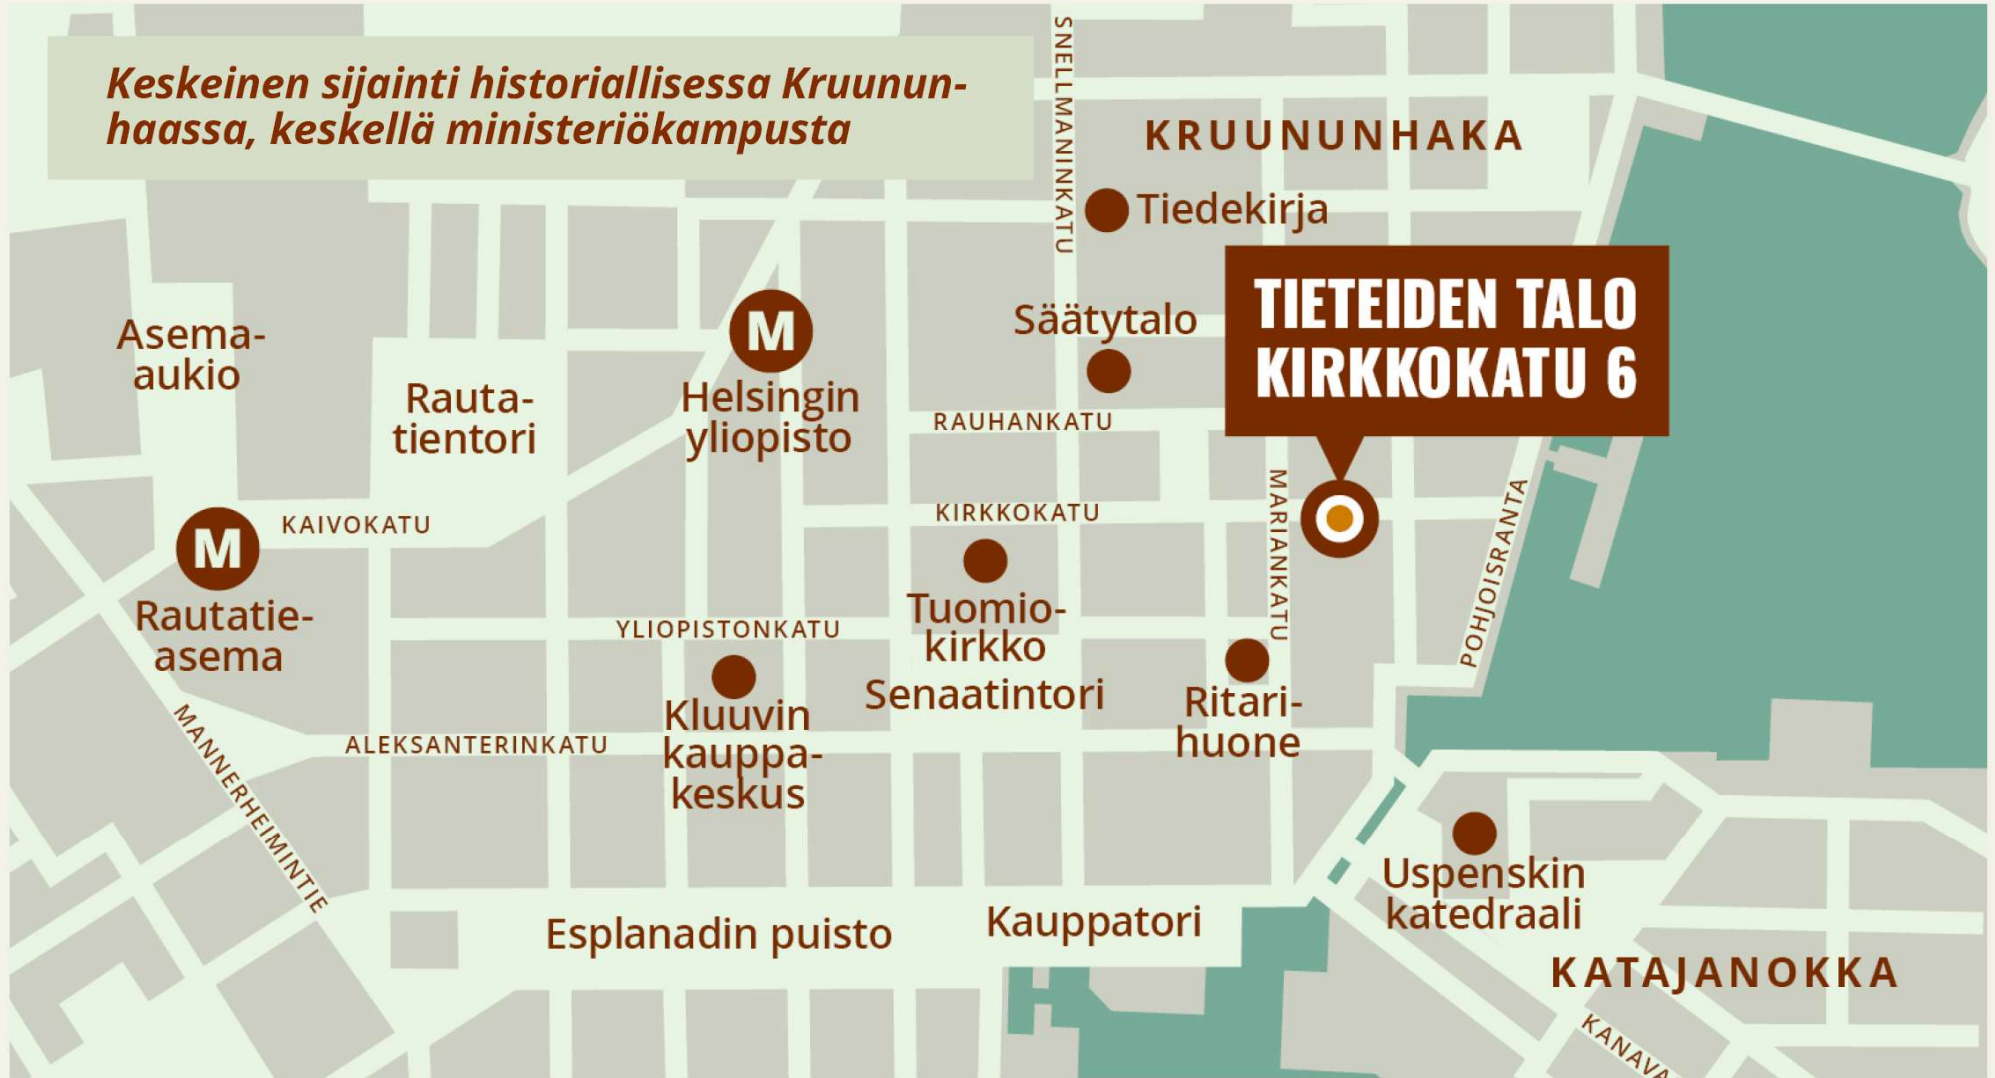 Keskeinen sijainti historiallisessa Kruunun-
haassa, keskellä ministeriökampusta
SNELLMANINKATU
KRUUNUNHAKA
Tiedekirja
TIETEIDEN TALO
KIRKKOKATU 6
Säätytalo
Asema-
aukio
Rauta-
tientori
M
Helsingin
yliopisto
RAUHANKATU
MARIANKATU
POHJOISRANTA
KIRKKOKATU
KAIVOKATU
M
Rautatie-
asema
Tuomio-
kirkko
YLIOPISTONKATU
Senaatintori
Ritari-
huone
Kluuvin
kauppa-
keskus
ALEKSANTERINKATU
MANNERHEIMINTIE
Uspenskin
katedraali
Esplanadin puisto
Kauppatori
KATAJANOKKA
KANAVA